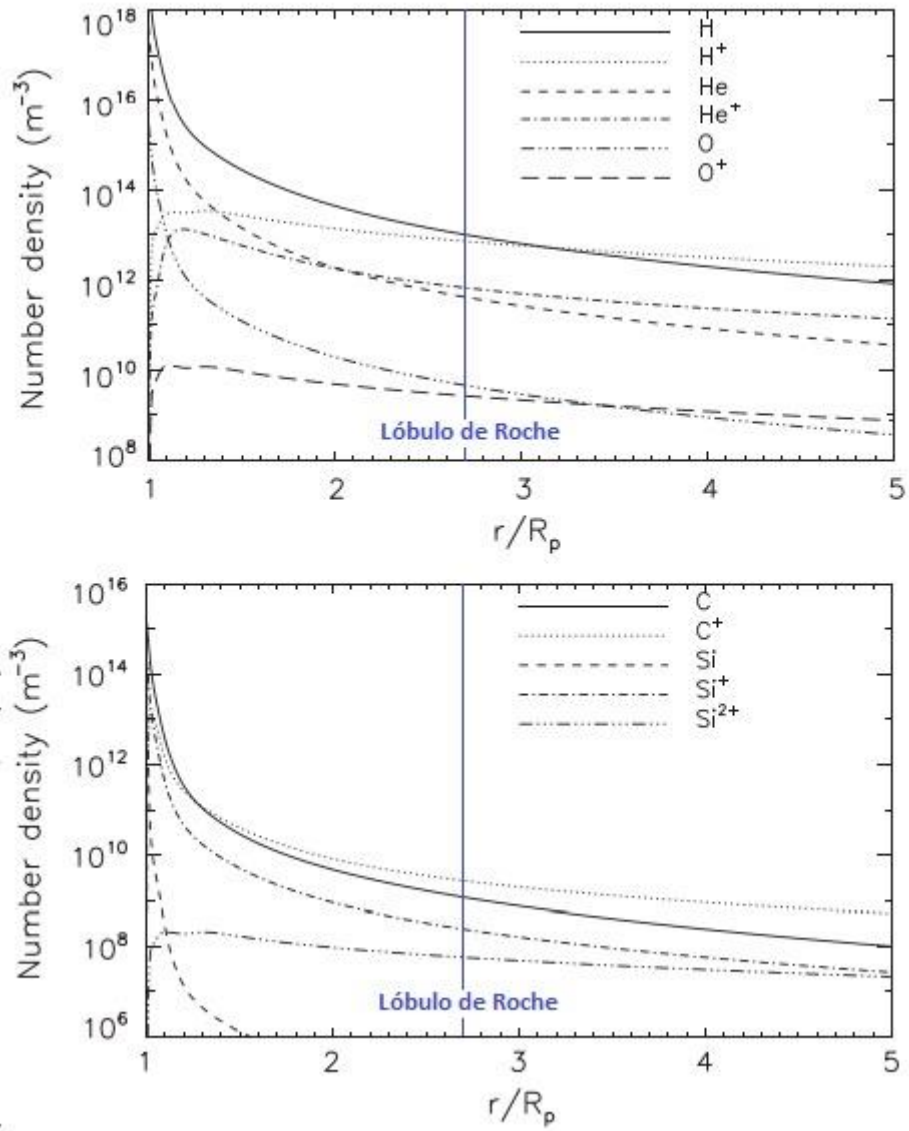 10^18
10^16
10^14
10^12
10^10
10^8
Number density (m^-3)
H
H^+
He
He^+
O
O^+
Lóbulo de Roche
1 2 3 4 5
r/R_p
10^16
10^14
10^12
10^10
10^8
10^6
Number density (m^-3)
C
C^+
Si
Si^+
Si^2+
Lóbulo de Roche
1 2 3 4 5
r/R_p